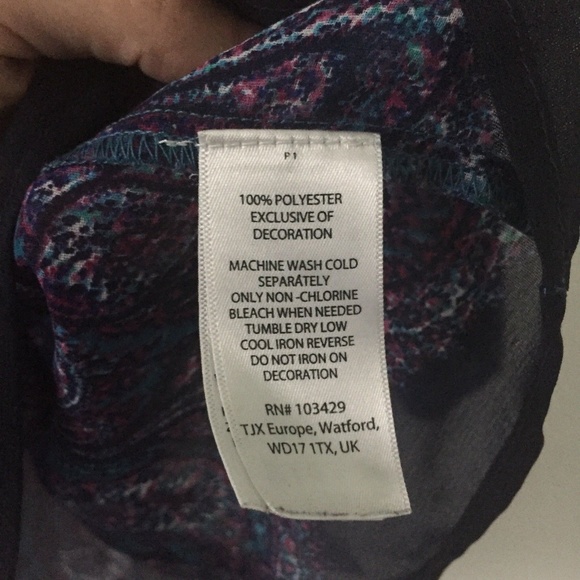 P1
100% POLYESTER
EXCLUSIVE OF
DECORATION
MACHINE WASH COLD
SEPARATELY
ONLY NON -CHLORINE
BLEACH WHEN NEEDED
TUMBLE DRY LOW
COOL IRON REVERSE
DO NOT IRON ON
DECORATION
RN# 103429
TJX Europe, Watford,
WD17 1TX, UK